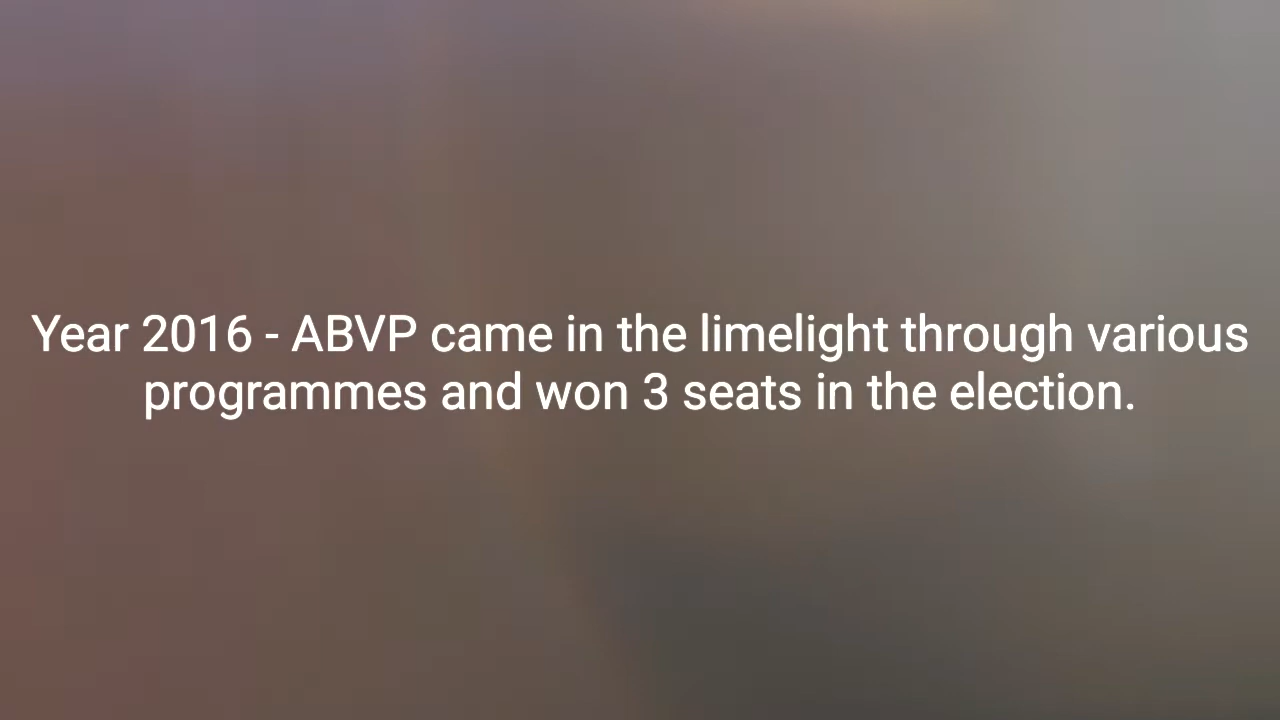 Year 2016 - ABVP came in the limelight through various
programmes and won 3 seats in the election.